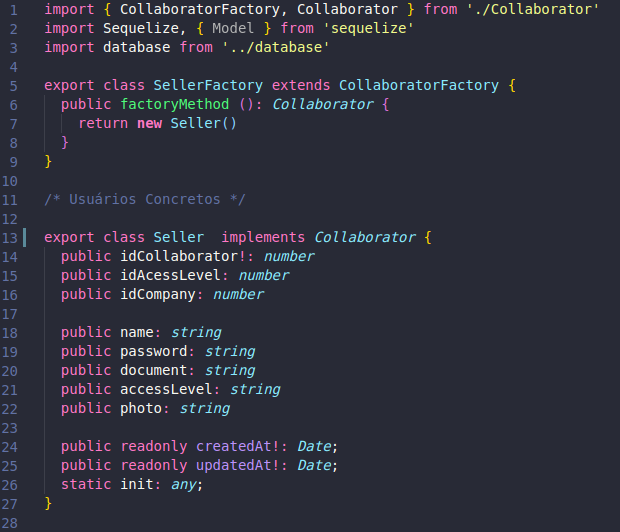 1 import { CollaboratorFactory, Collaborator } from './Collaborator'
2 import Sequelize, { Model } from 'sequelize'
3 import database from '../database'
4
5 export class SellerFactory extends CollaboratorFactory {
6 public factoryMethod (): Collaborator {
7 return new Seller()
8 }
9 }
10
11 /* Usuários Concretos */
12
13 export class Seller  implements Collaborator {
14 public idCollaborator!: number
15 public idAcessLevel: number
16 public idCompany: number
17
18 public name: string
19 public password: string
20 public document: string
21 public accessLevel: string
22 public photo: string
23
24 public readonly createdAt!: Date;
25 public readonly updatedAt!: Date;
26 static init: any;
27 }
28